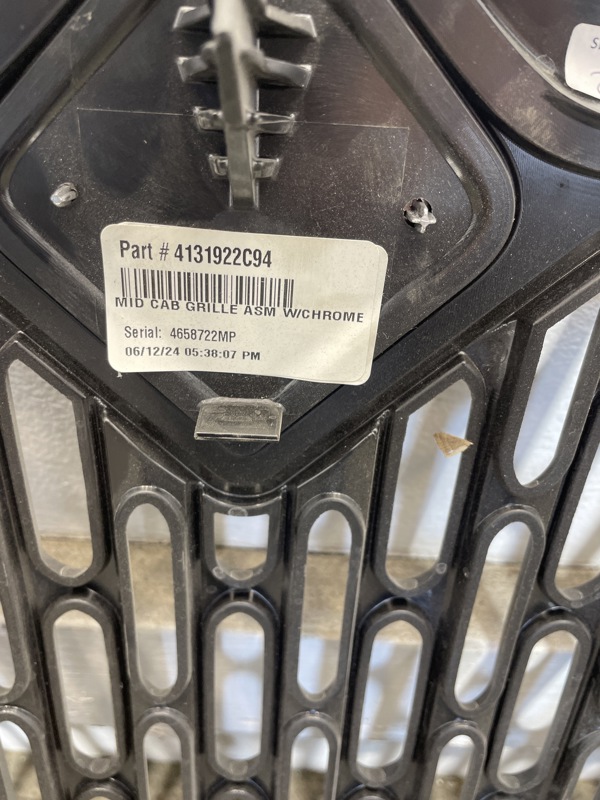 Part # 4131922C94
MID CAB GRILLE ASM W/CHROME
Serial: 4658722MP
06/12/24 05:38:07 PM